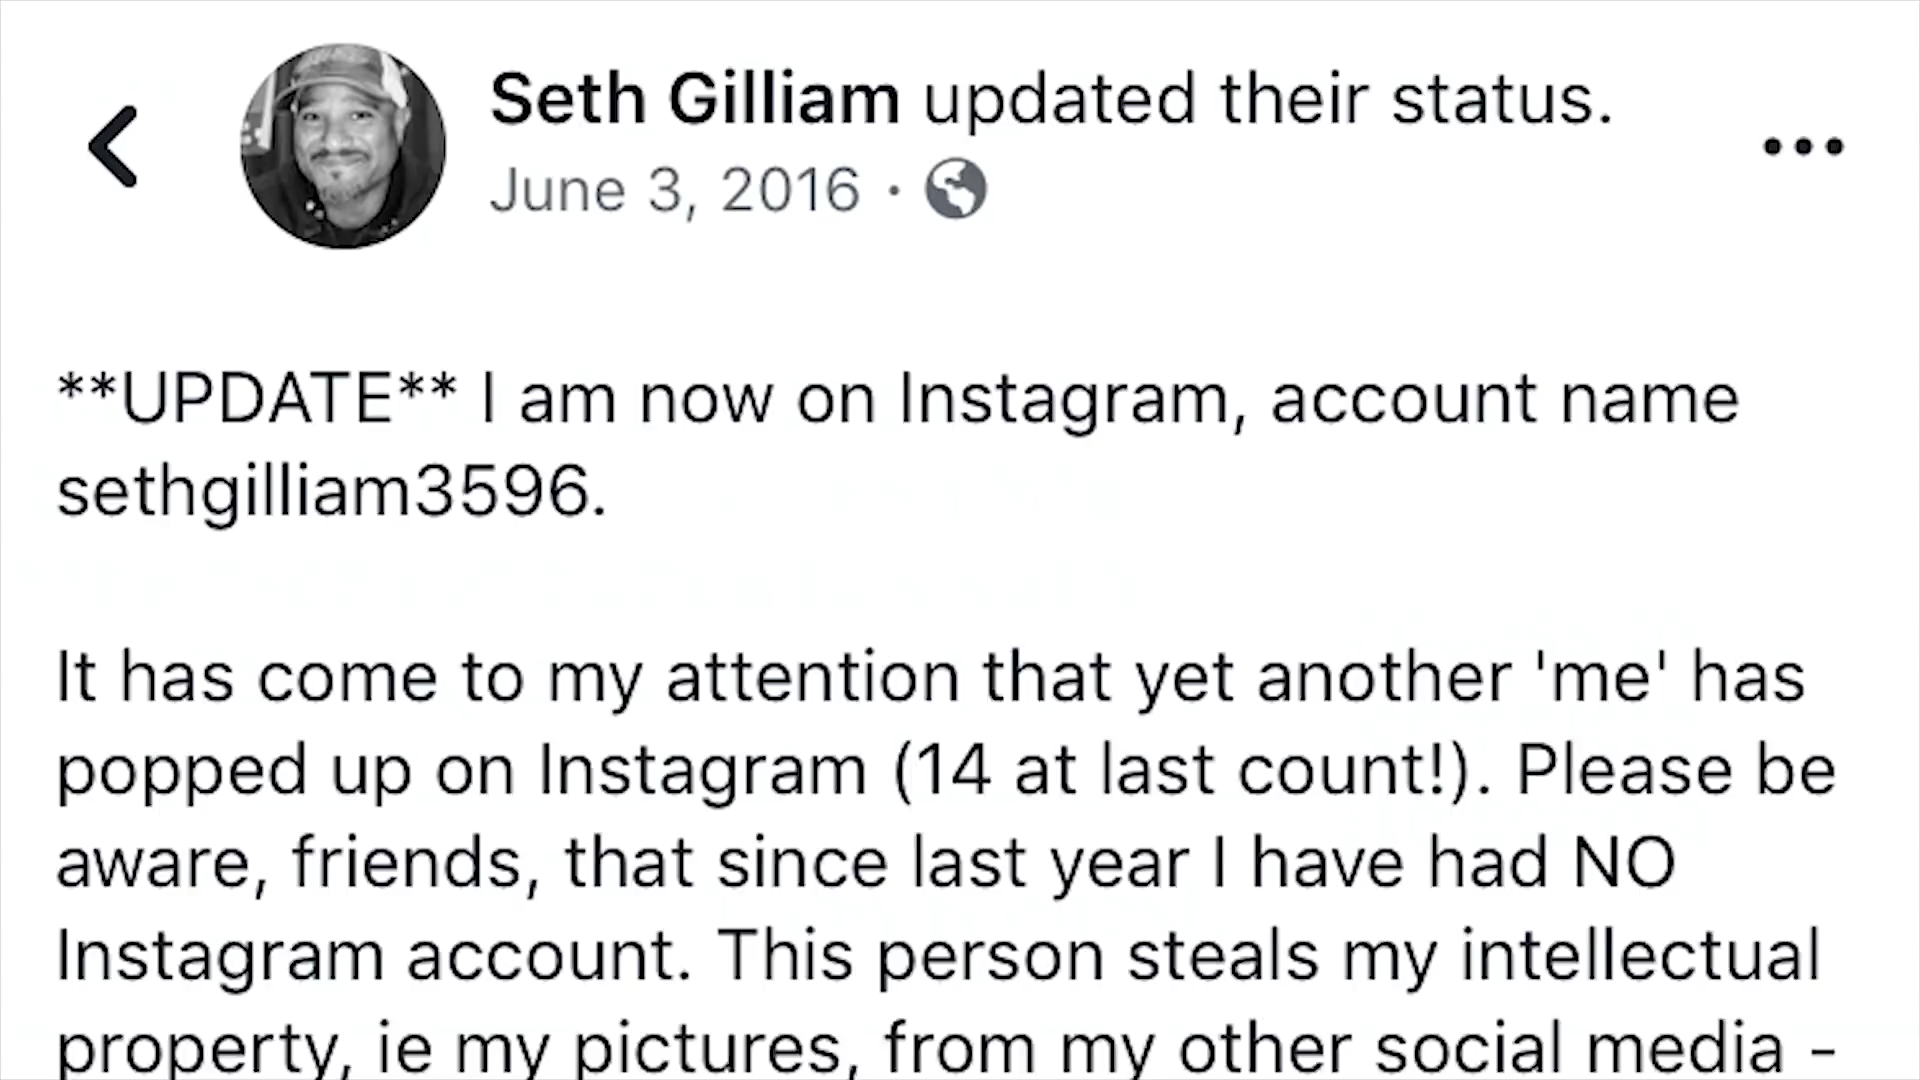 Seth Gilliam updated their status.
June 3, 2016 ·
**UPDATE** I am now on Instagram, account name
sethgilliam3596.
It has come to my attention that yet another 'me' has
popped up on Instagram (14 at last count!). Please be
aware, friends, that since last year I have had NO
Instagram account. This person steals my intellectual
property, ie my pictures, from my other social media -